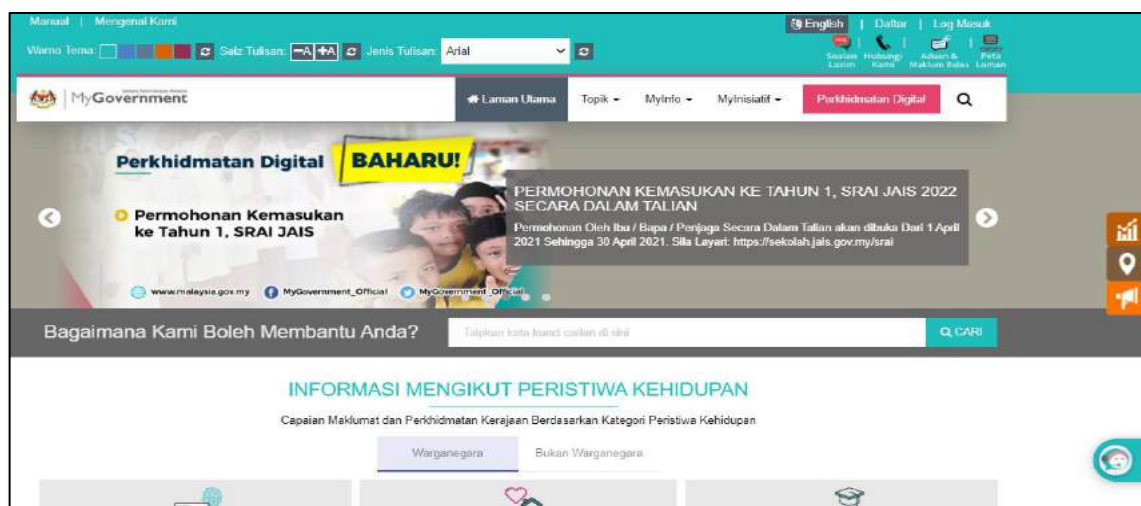 Manual | Mengenal Kami
English | Daftar | Log Masuk
Warna Tema: Saiz Tulisan: -A +A Jenis Tulisan: Arial
Soalan Lazim
Hubungi Kami
Aduan & Maklum Balas
Peta Laman
MyGovernment
Laman Utama Topik MyInfo MyInisiatif Perkhidmatan Digital
Perkhidmatan Digital BAHARU!
Permohonan Kemasukan
ke Tahun 1, SRAI JAIS
www.malaysia.gov.my MyGovernment_Official MyGovernment_Official
PERMOHONAN KEMASUKAN KE TAHUN 1, SRAI JAIS 2022
SECARA DALAM TALIAN
Permohonan Oleh Ibu / Bapa / Penjaga Secara Dalam Talian akan dibuka Dari 1 April
2021 Sehingga 30 April 2021. Sila Layari: https://sekolah.jais.gov.my/srai
Bagaimana Kami Boleh Membantu Anda? Taipkan kata kunci carian di sini CARI
INFORMASI MENGIKUT PERISTIWA KEHIDUPAN
Capaian Maklumat dan Perkhidmatan Kerajaan Berdasarkan Kategori Peristiwa Kehidupan
Warganegara Bukan Warganegara